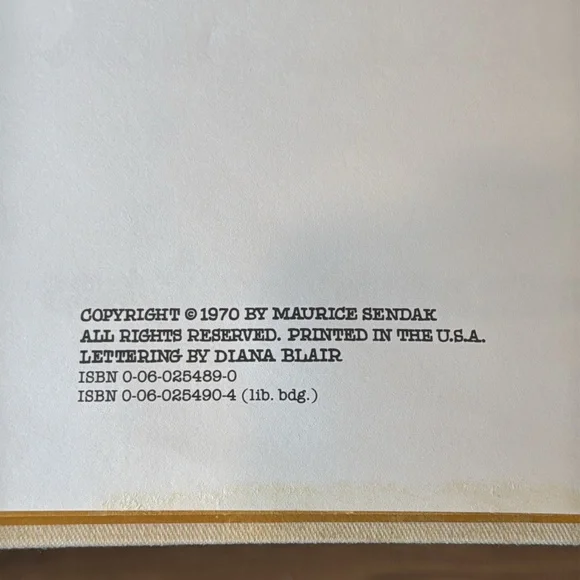 COPYRIGHT © 1970 BY MAURICE SENDAK
ALL RIGHTS RESERVED. PRINTED IN THE U.S.A.
LETTERING BY DIANA BLAIR
ISBN 0-06-025489-0
ISBN 0-06-025490-4 (lib. bdg.)